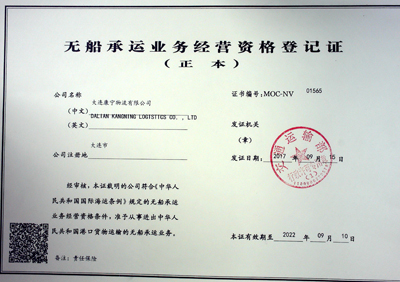 无船承运业务经营资格登记证
（正 本）
公司名称
大连康宁物流有限公司
（中文）
DALIAN KANGNING LOGISTICS CO., LTD
（英文）
大连市
公司注册地
证书编号：MOC-NV 01565
发证机关
（章）
发证日期： 2017 年 09 月 15 日
交通运输部
经审核，本证载明的公司符合《中华人
民共和国国际海运条例》规定的无船承运
业务经营资格条件，准予从事进出中华人
民共和国港口货物运输的无船承运业务。
本证有效期至 2022 年 09 月 10 日
备注：责任保险